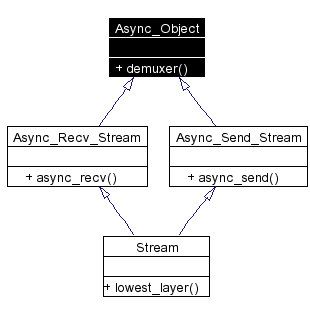 Async_Object
+ demuxer()
Async_Recv_Stream
Async_Send_Stream
+ async_recv()
+ async_send()
Stream
+ lowest_layer()